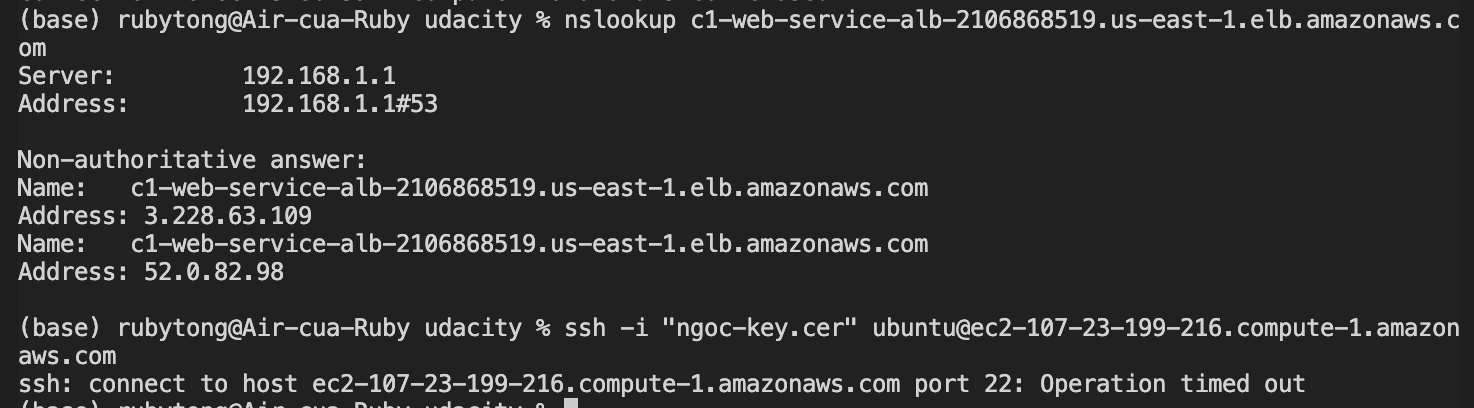 (base) rubytong@Air-cua-Ruby udacity % nslookup c1-web-service-alb-2106868519.us-east-1.elb.amazonaws.c
om
Server:         192.168.1.1
Address:        192.168.1.1#53
Non-authoritative answer:
Name:   c1-web-service-alb-2106868519.us-east-1.elb.amazonaws.com
Address: 3.228.63.109
Name:   c1-web-service-alb-2106868519.us-east-1.elb.amazonaws.com
Address: 52.0.82.98
(base) rubytong@Air-cua-Ruby udacity % ssh -i "ngoc-key.cer" ubuntu@ec2-107-23-199-216.compute-1.amazon
aws.com
ssh: connect to host ec2-107-23-199-216.compute-1.amazonaws.com port 22: Operation timed out
(base) rubytong@Air-cua-Ruby udacity %